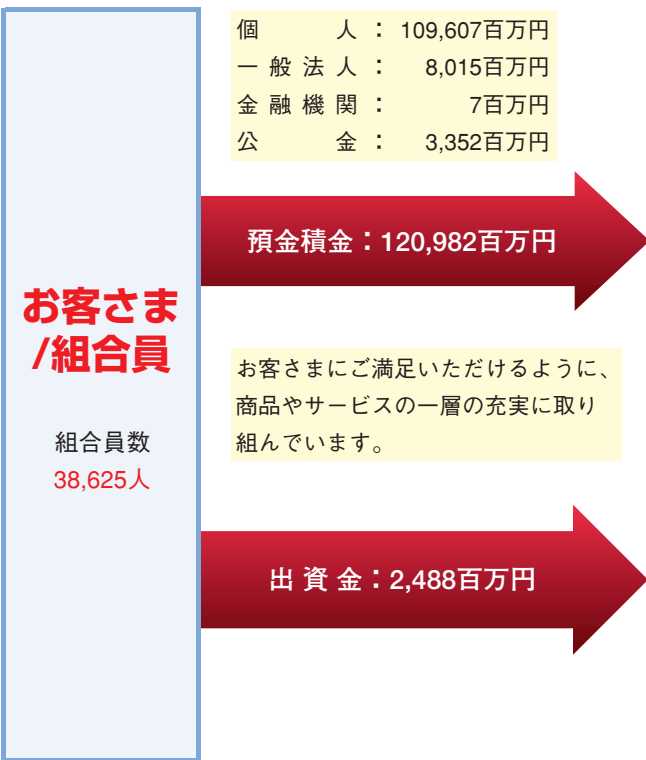 個人：109,607百万円
一般法人：8,015百万円
金融機関：7百万円
公金：3,352百万円
預金積金：120,982百万円
お客さま
/組合員
組合員数
38,625人
お客さまにご満足いただけるように、
商品やサービスの一層の充実に取り
組んでいます。
出資金：2,488百万円